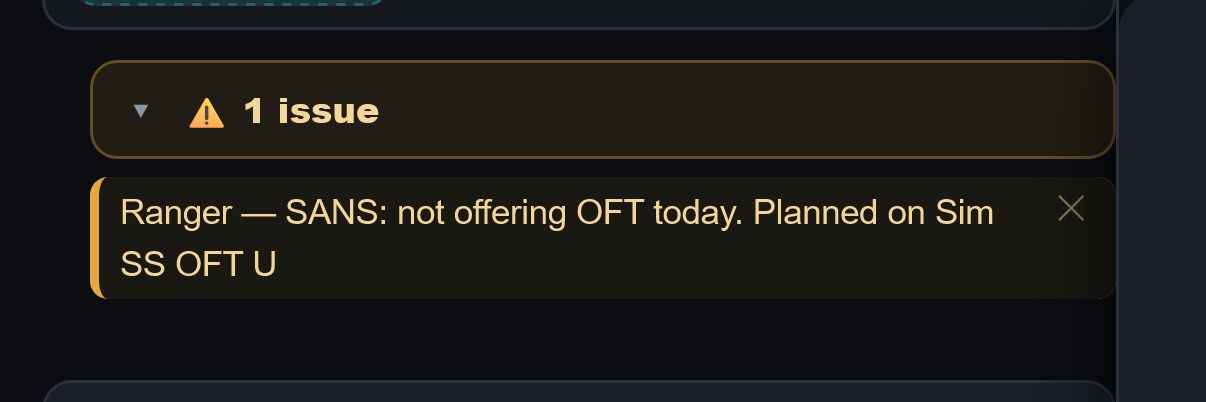 1 issue
Ranger — SANS: not offering OFT today. Planned on Sim
SS OFT U